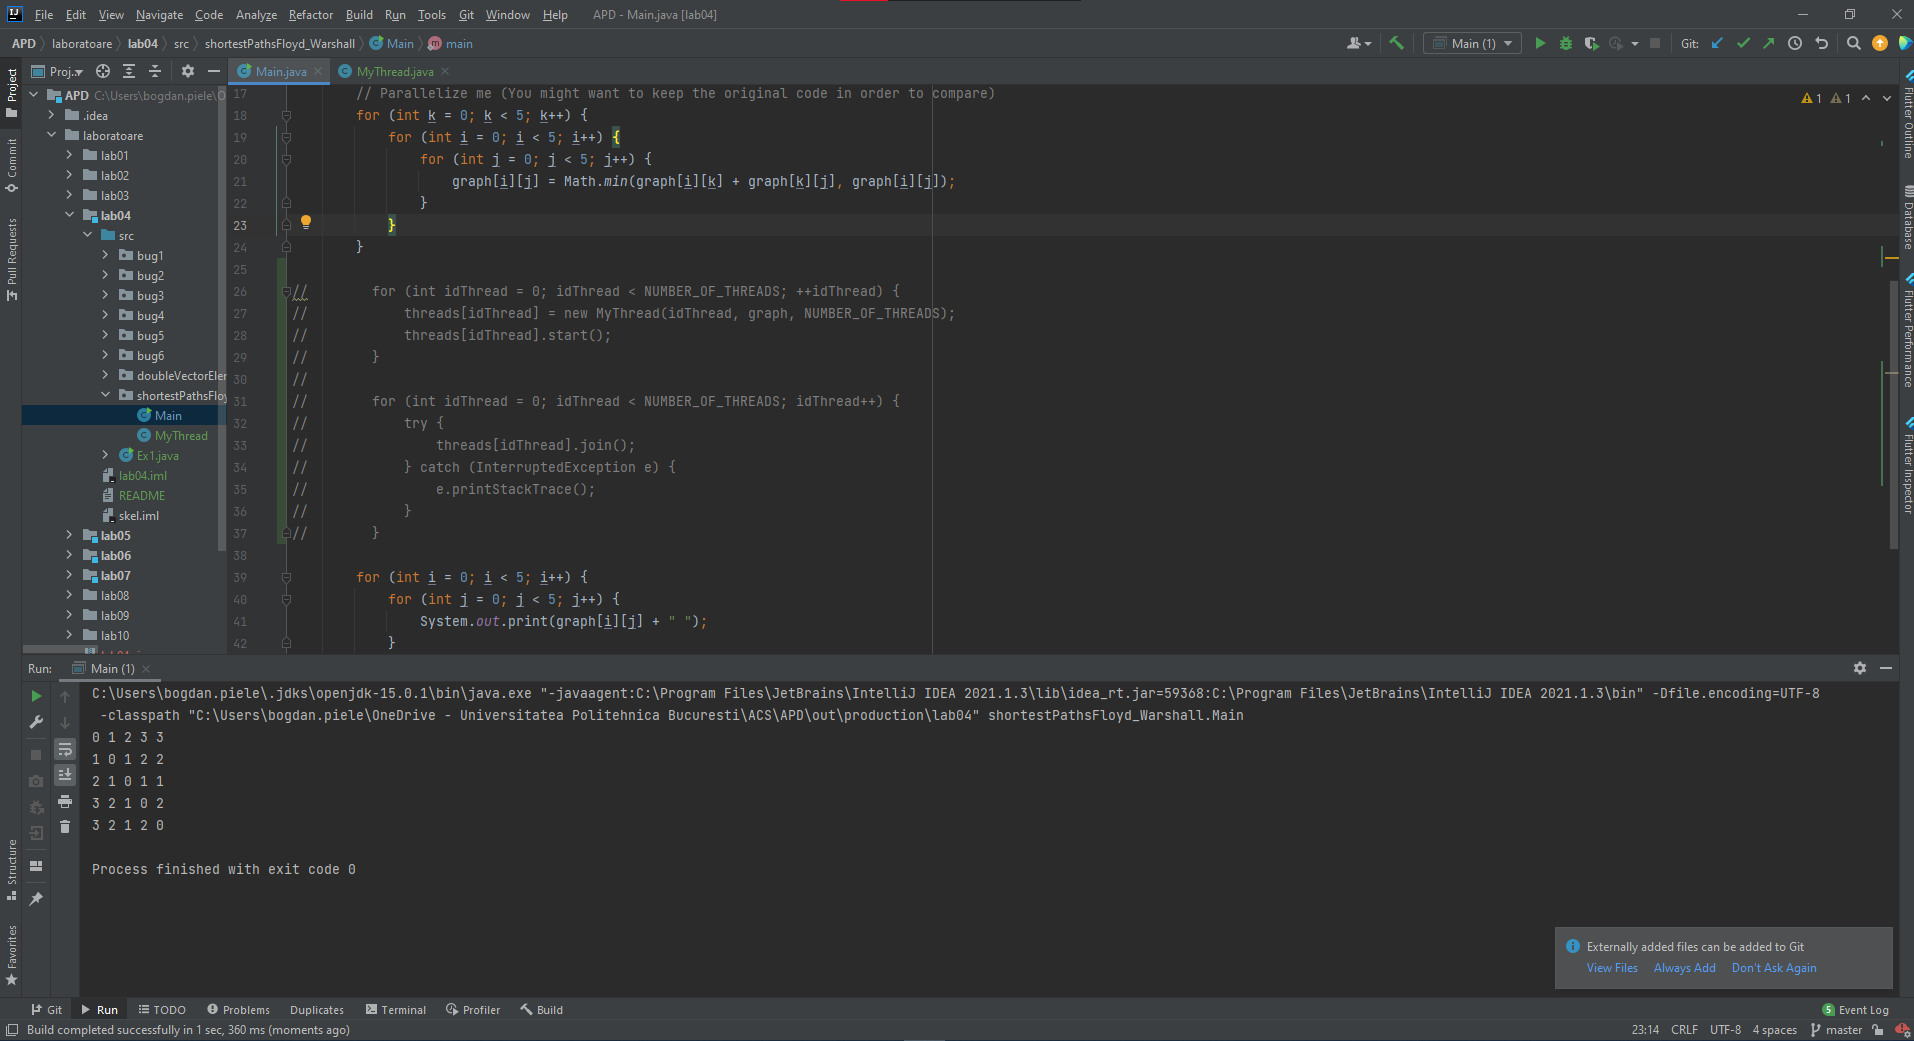 File Edit View Navigate Code Analyze Refactor Build Run Tools Git Window Help APD - Main.java [lab04]
APD laboratoare lab04 src shortestPathsFloyd_Warshall Main main
Main (1) Git:
Proj... Main.java MyThread.java
APD C:\Users\bogdan.piele\O
.idea
laboratoare
lab01
lab02
lab03
lab04
src
bug1
bug2
bug3
bug4
bug5
bug6
doubleVectorEler
shortestPathsFloy
Main
MyThread
Ex1.java
lab04.iml
README
skel.iml
lab05
lab06
lab07
lab08
lab09
lab10
Project
Commit
Pull Requests
Structure
Favorites
17 // Parallelize me (You might want to keep the original code in order to compare)
18 for (int k = 0; k < 5; k++) {
19 for (int i = 0; i < 5; i++) {
20 for (int j = 0; j < 5; j++) {
21 graph[i][j] = Math.min(graph[i][k] + graph[k][j], graph[i][j]);
22 }
23 }
24 }
25
26 // for (int idThread = 0; idThread < NUMBER_OF_THREADS; ++idThread) {
27 // threads[idThread] = new MyThread(idThread, graph, NUMBER_OF_THREADS);
28 // threads[idThread].start();
29 // }
30 //
31 // for (int idThread = 0; idThread < NUMBER_OF_THREADS; idThread++) {
32 // try {
33 // threads[idThread].join();
34 // } catch (InterruptedException e) {
35 // e.printStackTrace();
36 // }
37 // }
38
39 for (int i = 0; i < 5; i++) {
40 for (int j = 0; j < 5; j++) {
41 System.out.print(graph[i][j] + " ");
42 }
1 1
Flutter Outline
Database
Flutter Performance
Flutter Inspector
Run: Main (1)
C:\Users\bogdan.piele\.jdks\openjdk-15.0.1\bin\java.exe "-javaagent:C:\Program Files\JetBrains\IntelliJ IDEA 2021.1.3\lib\idea_rt.jar=59368:C:\Program Files\JetBrains\IntelliJ IDEA 2021.1.3\bin" -Dfile.encoding=UTF-8
-classpath "C:\Users\bogdan.piele\OneDrive - Universitatea Politehnica Bucuresti\ACS\APD\out\production\lab04" shortestPathsFloyd_Warshall.Main
0 1 2 3 3
1 0 1 2 2
2 1 0 1 1
3 2 1 0 2
3 2 1 2 0
Process finished with exit code 0
Externally added files can be added to Git
View Files Always Add Don't Ask Again
Git Run TODO Problems Duplicates Terminal Profiler Build 5 Event Log
Build completed successfully in 1 sec, 360 ms (moments ago) 23:14 CRLF UTF-8 4 spaces master